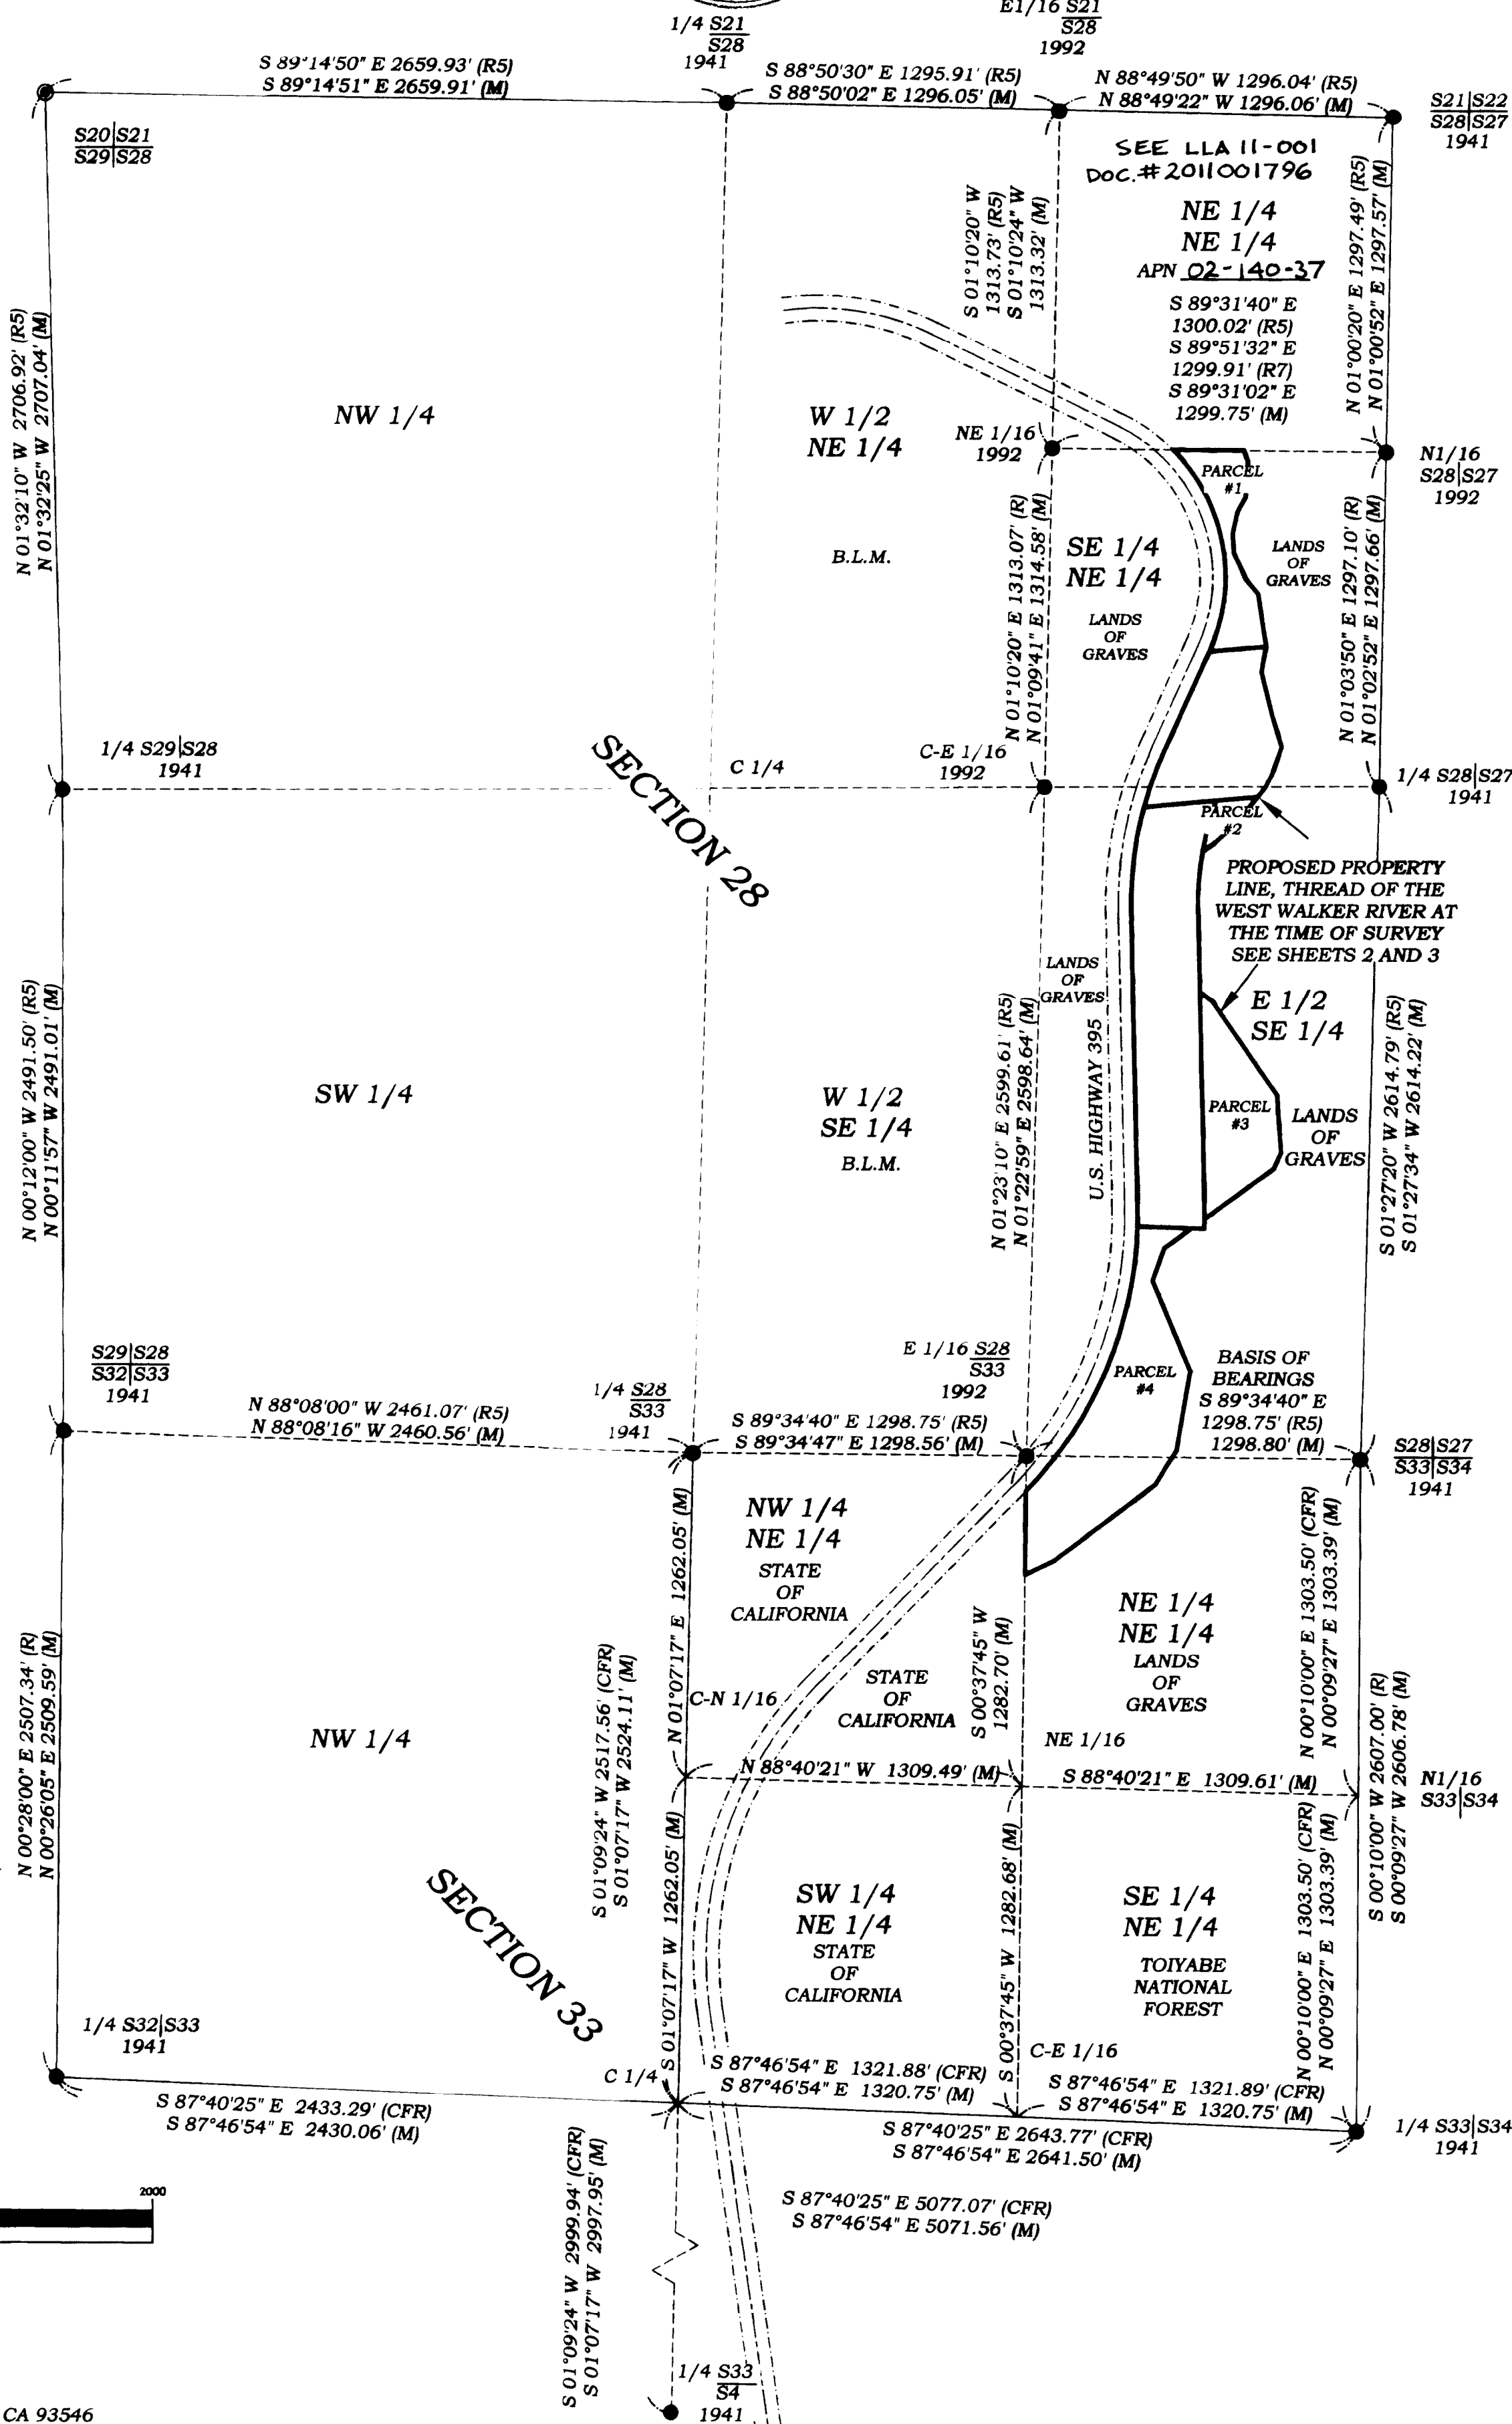 1/4 S21
S28
1941
E1/16 S21
S28
1992
S 89°14'50" E 2659.93' (R5)
S 89°14'51" E 2659.91' (M)
S 88°50'30" E 1295.91' (R5)
S 88°50'02" E 1296.05' (M)
N 88°49'50" W 1296.04' (R5)
N 88°49'22" W 1296.06' (M)
S20|S21
S29|S28
S21|S22
S28|S27
1941
SEE LLA 11-001
DOC.#2011001796
NE 1/4
NE 1/4
APN 02-140-37
S 89°31'40" E
1300.02' (R5)
S 89°51'32" E
1299.91' (R7)
S 89°31'02" E
1299.75' (M)
S 01°10'20" W
1313.73' (R5)
S 01°10'24" W
1313.32' (M)
N 01°00'20" E 1297.49' (R5)
N 01°00'52" E 1297.57' (M)
N 01°32'10" W 2706.92' (R5)
N 01°32'25" W 2707.04' (M)
NW 1/4
W 1/2
NE 1/4
B.L.M.
NE 1/16
1992
N1/16
S28|S27
1992
PARCEL
#1
SE 1/4
NE 1/4
LANDS
OF
GRAVES
LANDS
OF
GRAVES
N 01°10'20" E 1313.07' (R)
N 01°09'41" E 1314.58' (M)
N 01°03'50" E 1297.10' (R)
N 01°02'52" E 1297.66' (M)
1/4 S29|S28
1941
SECTION 28
C 1/4
C-E 1/16
1992
1/4 S28|S27
1941
PARCEL
#2
PROPOSED PROPERTY
LINE, THREAD OF THE
WEST WALKER RIVER AT
THE TIME OF SURVEY
SEE SHEETS 2 AND 3
LANDS
OF
GRAVES
E 1/2
SE 1/4
N 00°12'00" W 2491.50' (R5)
N 00°11'57" W 2491.01' (M)
SW 1/4
W 1/2
SE 1/4
B.L.M.
N 01°23'10" E 2599.61' (R5)
N 01°22'59" E 2598.64' (M)
U.S. HIGHWAY 395
PARCEL
#3
LANDS
OF
GRAVES
S 01°27'20" W 2614.79' (R5)
S 01°27'34" W 2614.22' (M)
S29|S28
S32|S33
1941
1/4 S28
S33
1941
E 1/16 S28
S33
1992
PARCEL
#4
BASIS OF
BEARINGS
S 89°34'40" E
1298.75' (R5)
1298.80' (M)
N 88°08'00" W 2461.07' (R5)
N 88°08'16" W 2460.56' (M)
S 89°34'40" E 1298.75' (R5)
S 89°34'47" E 1298.56' (M)
S28|S27
S33|S34
1941
NW 1/4
NE 1/4
STATE
OF
CALIFORNIA
N 01°07'17" E 1262.05' (M)
NE 1/4
NE 1/4
LANDS
OF
GRAVES
N 00°10'00" E 1303.50' (CFR)
N 00°09'27" E 1303.39' (M)
S 00°37'45" W
1282.70' (M)
STATE
OF
CALIFORNIA
C-N 1/16
NE 1/16
N 00°28'00" E 2507.34' (R)
N 00°26'05" E 2509.59' (M)
NW 1/4
S 01°09'24" W 2517.56' (CFR)
S 01°07'17" W 2524.11' (M)
N 88°40'21" W 1309.49' (M)
S 88°40'21" E 1309.61' (M)
S 00°10'00" W 2607.00' (R)
S 00°09'27" W 2606.78' (M)
N1/16
S33|S34
SECTION 33
S 01°07'17" W 1262.05' (M)
SW 1/4
NE 1/4
STATE
OF
CALIFORNIA
S 00°37'45" W 1282.68' (M)
SE 1/4
NE 1/4
TOIYABE
NATIONAL
FOREST
N 00°10'00" E 1303.50' (CFR)
N 00°09'27" E 1303.39' (M)
1/4 S32|S33
1941
C 1/4
C-E 1/16
S 87°46'54" E 1321.88' (CFR)
S 87°46'54" E 1320.75' (M)
S 87°46'54" E 1321.89' (CFR)
S 87°46'54" E 1320.75' (M)
S 87°40'25" E 2433.29' (CFR)
S 87°46'54" E 2430.06' (M)
S 87°40'25" E 2643.77' (CFR)
S 87°46'54" E 2641.50' (M)
1/4 S33|S34
1941
S 87°40'25" E 5077.07' (CFR)
S 87°46'54" E 5071.56' (M)
2000
S 01°09'24" W 2999.94' (CFR)
S 01°07'17" W 2997.95' (M)
1/4 S33
S4
1941
CA 93546